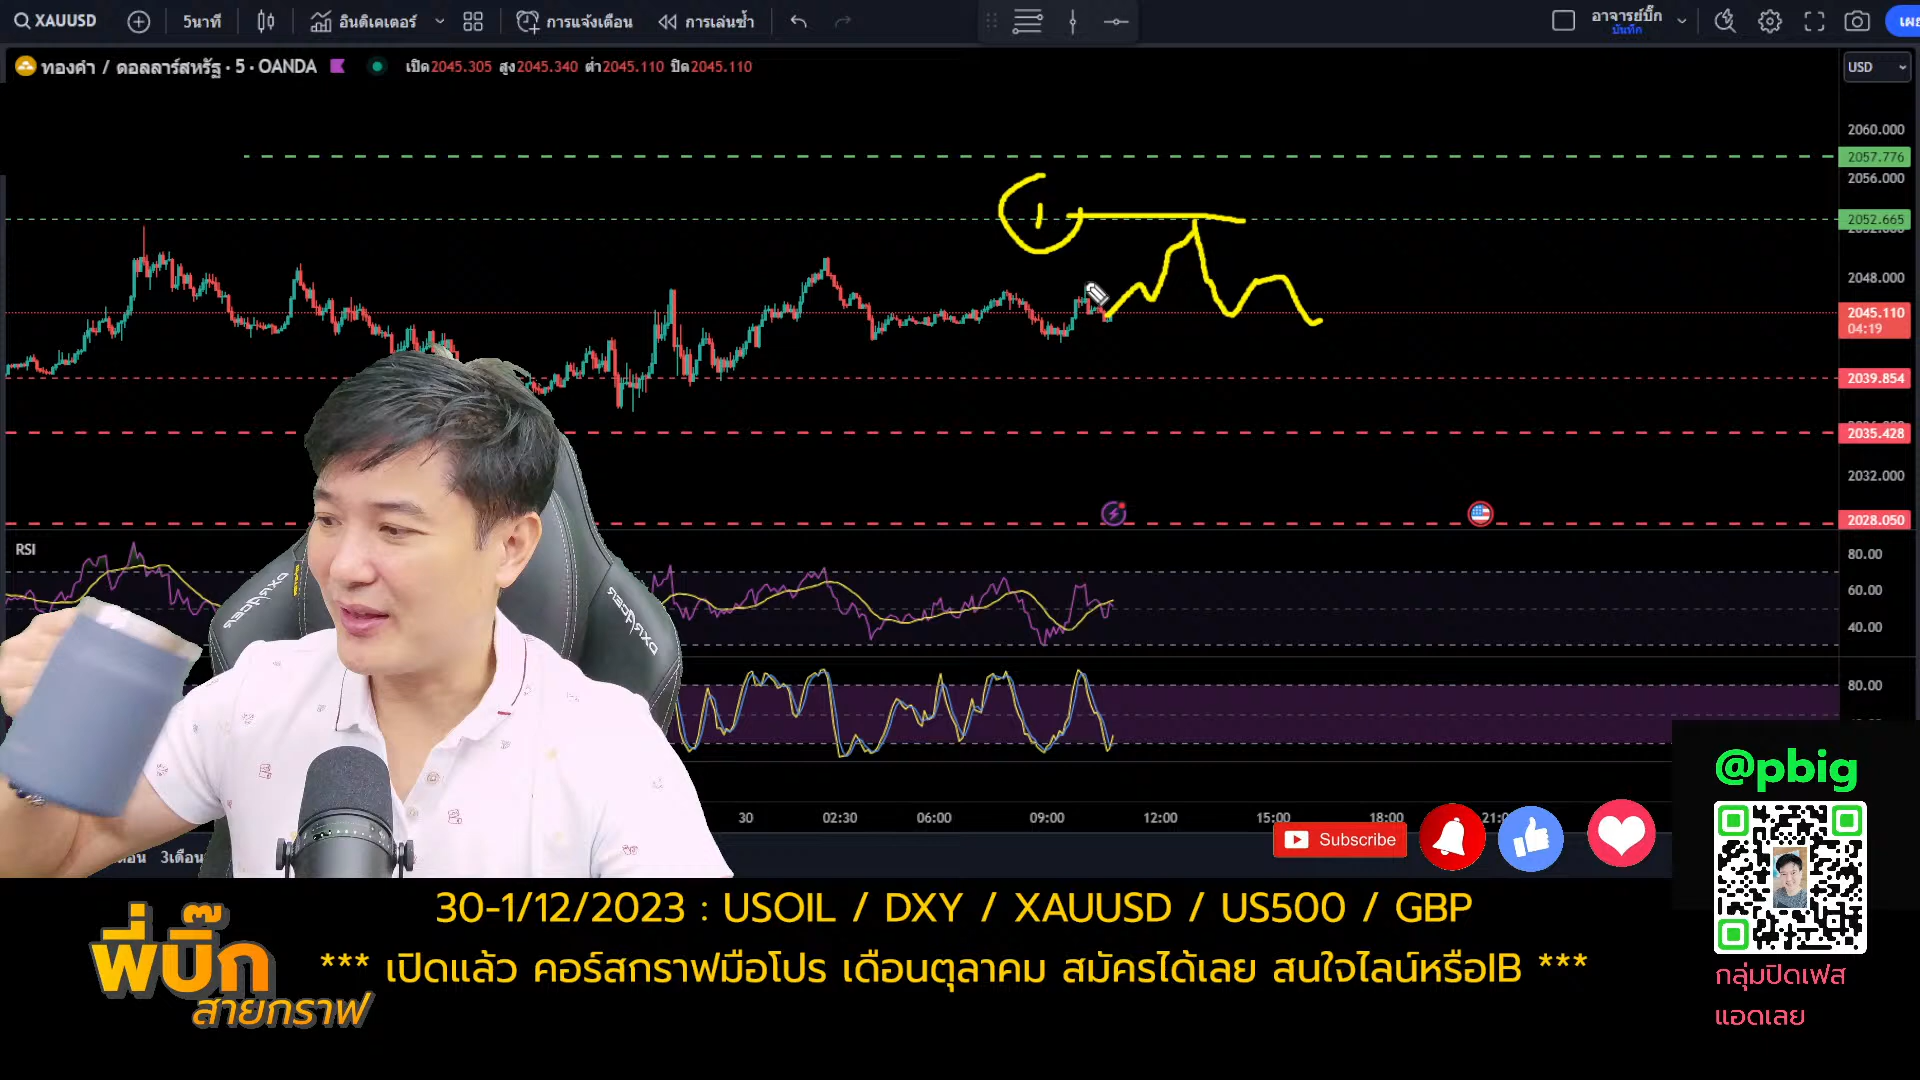 XAUUSD
5นาที
อินดิเคเตอร์
การแจ้งเตือน
การเล่นซ้ำ
อาจารย์บิ๊ก
บันทึก
ทองคำ / ดอลลาร์สหรัฐ · 5 · OANDA
เปิด2045.305 สูง2045.340 ต่ำ2045.110 ปิด2045.110
USD
2060.000
2057.776
2056.000
2052.665
2048.000
2045.110
04:19
2039.854
2035.428
2032.000
2028.050
1
RSI
80.00
60.00
40.00
80.00
DXRACER
DXRACER
30
02:30
06:00
09:00
12:00
15:00
18:00
3เดือน
Subscribe
@pbig
กลุ่มปิดเฟส
แอดเลย
พี่บิ๊ก
สายกราฟ
30-1/12/2023 : USOIL / DXY / XAUUSD / US500 / GBP
*** เปิดแล้ว คอร์สกราฟมือโปร เดือนตุลาคม สมัครได้เลย สนใจไลน์หรือIB ***